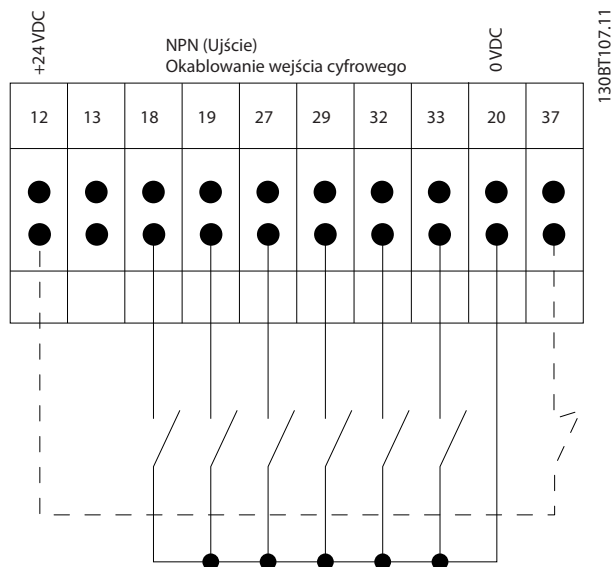 +24 VDC
NPN (Ujście)
Okablowanie wejścia cyfrowego
0 VDC
130BT107.11
12 13 18 19 27 29 32 33 20 37